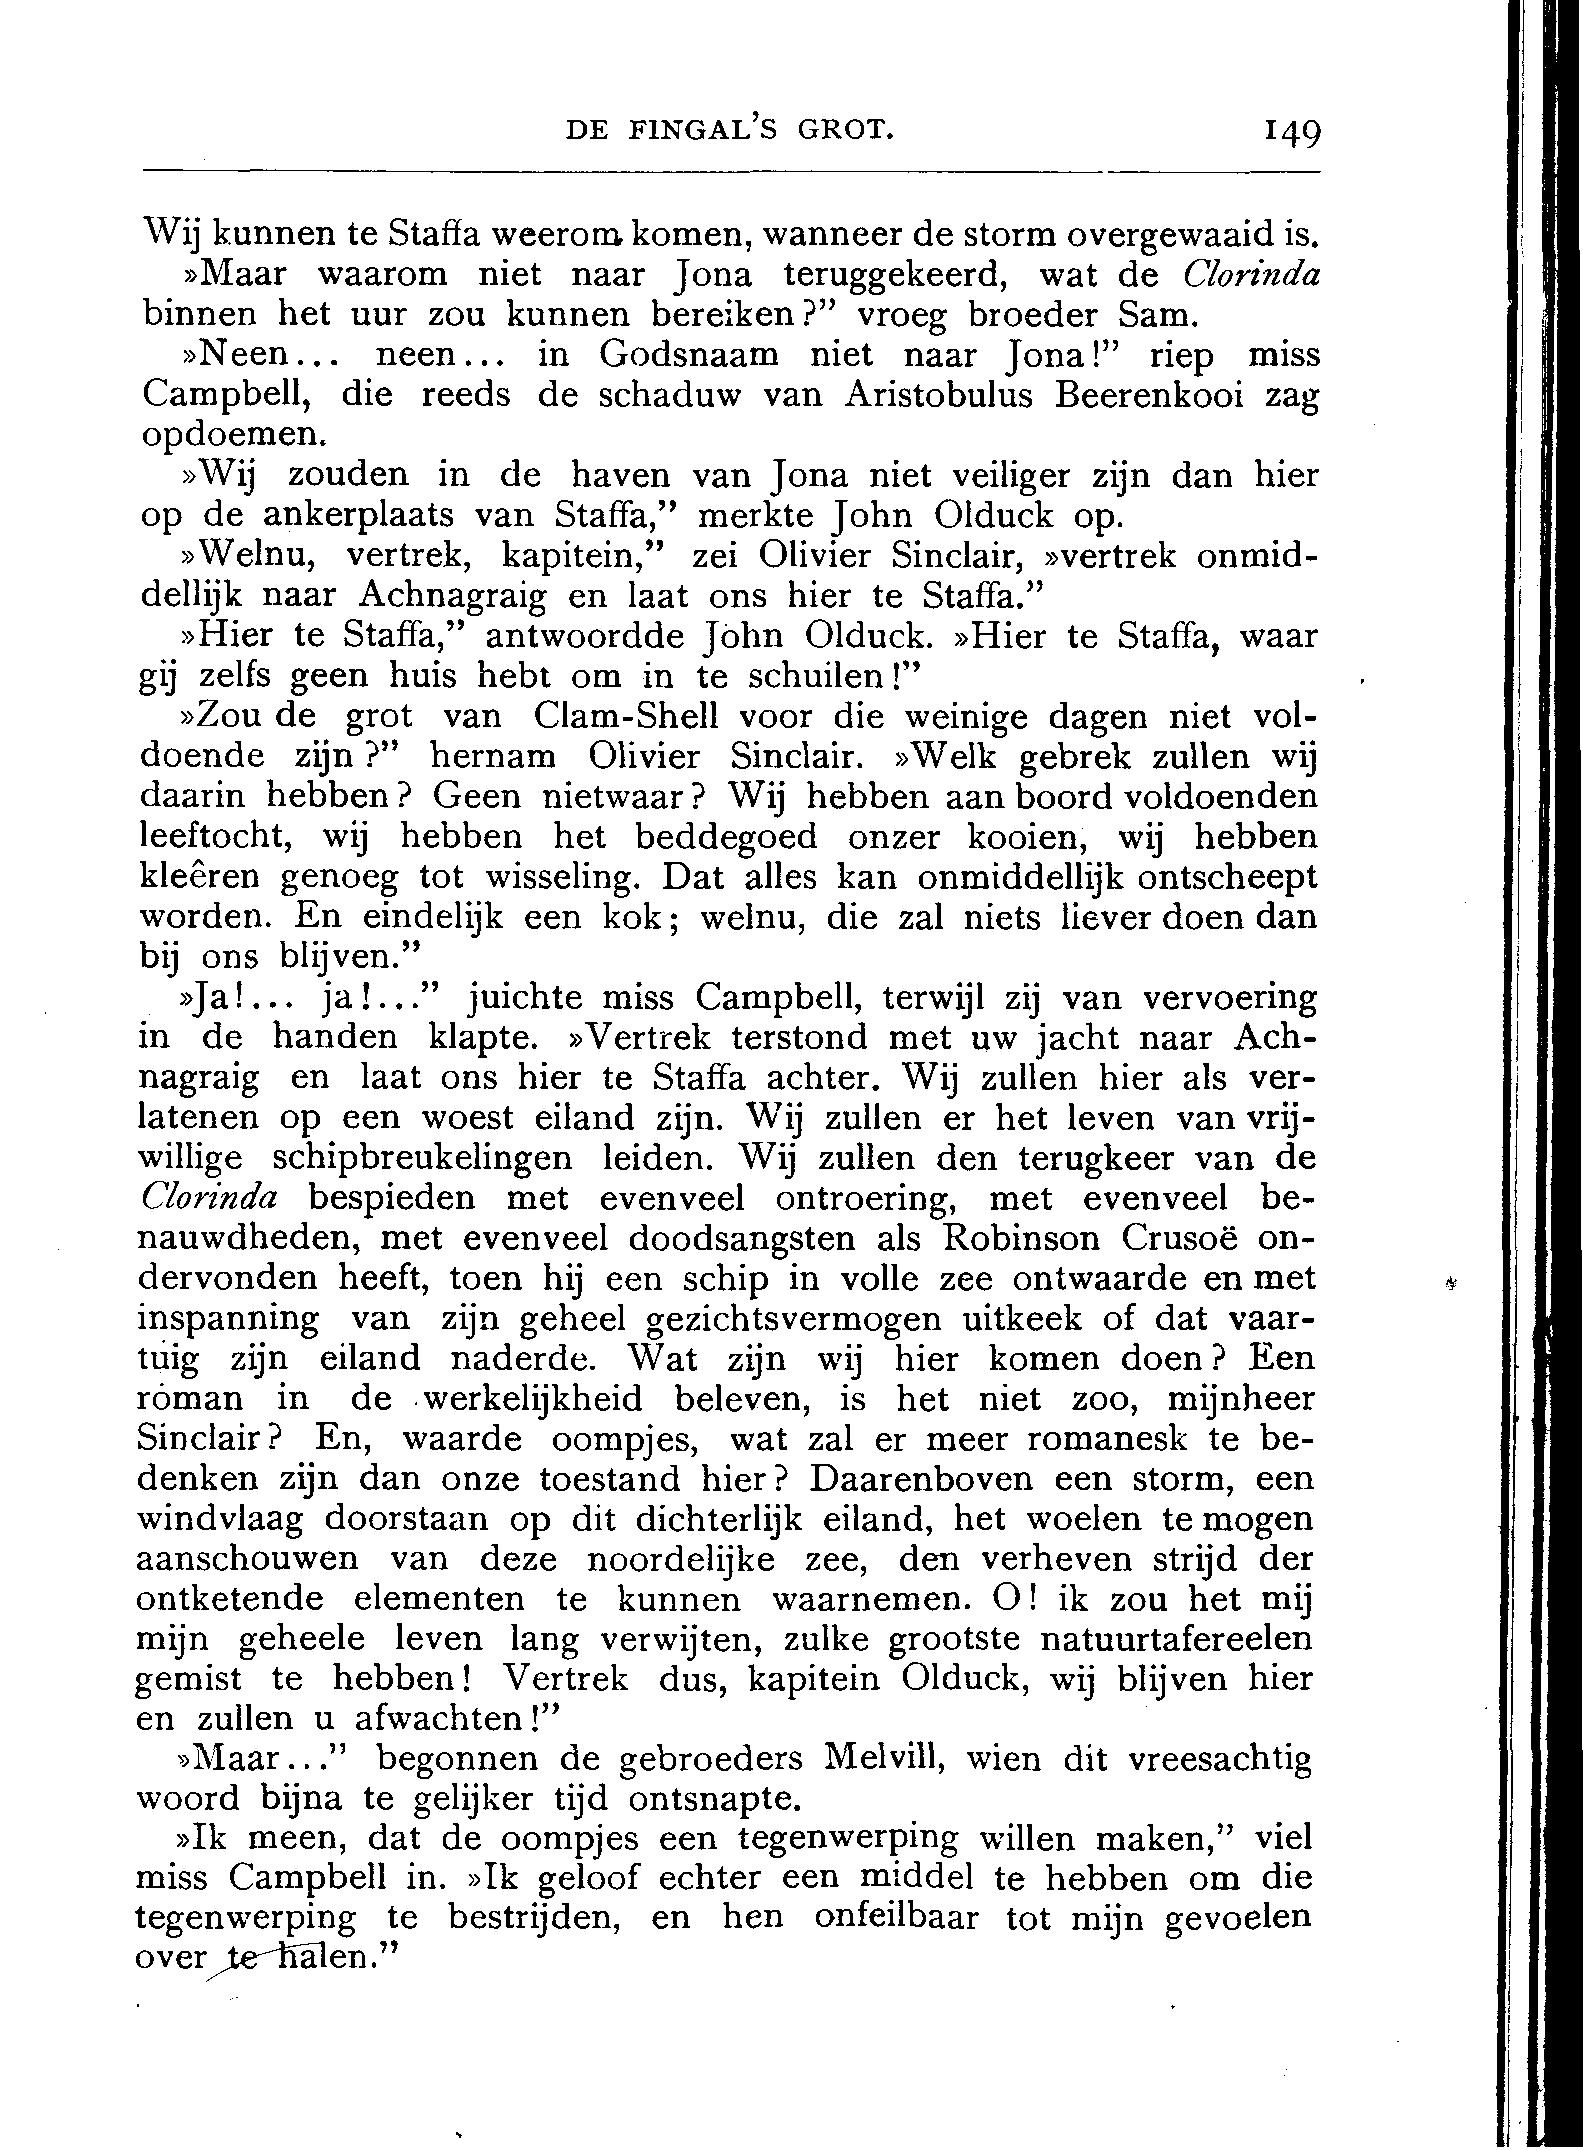 DE FINGAL'S GROT. 149
Wij kunnen te Staffa weerom komen, wanneer de storm overgewaaid is.
»Maar waarom niet naar Jona teruggekeerd, wat de Clorinda
binnen het uur zou kunnen bereiken?” vroeg broeder Sam.
»Neen... neen... in Godsnaam niet naar Jona!” riep miss
Campbell, die reeds de schaduw van Aristobulus Beerenkooi zag
opdoemen.
»Wij zouden in de haven van Jona niet veiliger zijn dan hier
op de ankerplaats van Staffa,” merkte John Olduck op.
»Welnu, vertrek, kapitein,” zei Olivier Sinclair, »vertrek onmid-
dellijk naar Achnagraig en laat ons hier te Staffa.”
»Hier te Staffa,” antwoordde John Olduck. »Hier te Staffa, waar
gij zelfs geen huis hebt om in te schuilen!”
»Zou de grot van Clam-Shell voor die weinige dagen niet vol-
doende zijn?” hernam Olivier Sinclair. »Welk gebrek zullen wij
daarin hebben? Geen nietwaar? Wij hebben aan boord voldoenden
leeftocht, wij hebben het beddegoed onzer kooien, wij hebben
kleêren genoeg tot wisseling. Dat alles kan onmiddellijk ontscheept
worden. En eindelijk een kok; welnu, die zal niets liever doen dan
bij ons blijven.”
»Ja!... ja!...” juichte miss Campbell, terwijl zij van vervoering
in de handen klapte. »Vertrek terstond met uw jacht naar Ach-
nagraig en laat ons hier te Staffa achter. Wij zullen hier als ver-
latenen op een woest eiland zijn. Wij zullen er het leven van vrij-
willige schipbreukelingen leiden. Wij zullen den terugkeer van de
Clorinda bespieden met evenveel ontroering, met evenveel be-
nauwdheden, met evenveel doodsangsten als Robinson Crusoë on-
dervonden heeft, toen hij een schip in volle zee ontwaarde en met
inspanning van zijn geheel gezichtsvermogen uitkeek of dat vaar-
tuig zijn eiland naderde. Wat zijn wij hier komen doen? Een
roman in de werkelijkheid beleven, is het niet zoo, mijnheer
Sinclair? En, waarde oompjes, wat zal er meer romanesk te be-
denken zijn dan onze toestand hier? Daarenboven een storm, een
windvlaag doorstaan op dit dichterlijk eiland, het woelen te mogen
aanschouwen van deze noordelijke zee, den verheven strijd der
ontketende elementen te kunnen waarnemen. O! ik zou het mij
mijn geheele leven lang verwijten, zulke grootste natuurtafereelen
gemist te hebben! Vertrek dus, kapitein Olduck, wij blijven hier
en zullen u afwachten!”
»Maar...” begonnen de gebroeders Melvill, wien dit vreesachtig
woord bijna te gelijker tijd ontsnapte.
»Ik meen, dat de oompjes een tegenwerping willen maken,” viel
miss Campbell in. »Ik geloof echter een middel te hebben om die
tegenwerping te bestrijden, en hen onfeilbaar tot mijn gevoelen
over te halen.”